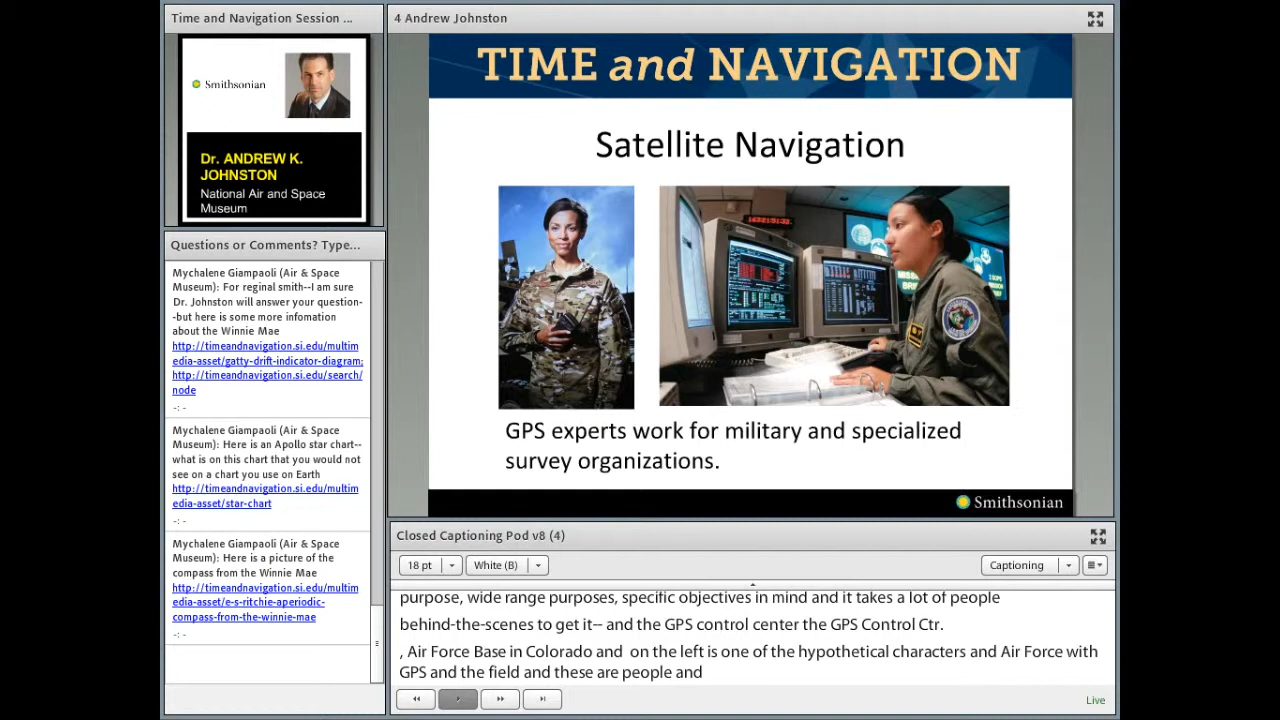 Time and Navigation Session ...
Smithsonian
Dr. ANDREW K.
JOHNSTON
National Air and Space
Museum
Questions or Comments? Type...
Mychalene Giampaoli (Air & Space
Museum): For reginal smith--I am sure
Dr. Johnston will answer your question-
-but here is some more infomation
about the Winnie Mae
http://timeandnavigation.si.edu/multim
edia-asset/gatty-drift-indicator-diagram;
http://timeandnavigation.si.edu/search/
node
-: -
Mychalene Giampaoli (Air & Space
Museum): Here is an Apollo star chart--
what is on this chart that you would not
see on a chart you use on Earth
http://timeandnavigation.si.edu/multim
edia-asset/star-chart
-: -
Mychalene Giampaoli (Air & Space
Museum): Here is a picture of the
compass from the Winnie Mae
http://timeandnavigation.si.edu/multim
edia-asset/e-s-ritchie-aperiodic-
compass-from-the-winnie-mae
-: -
4 Andrew Johnston
TIME and NAVIGATION
Satellite Navigation
GPS experts work for military and specialized
survey organizations.
Smithsonian
Closed Captioning Pod v8 (4)
18 pt
White (B)
Captioning
purpose, wide range purposes, specific objectives in mind and it takes a lot of people
behind-the-scenes to get it-- and the GPS control center the GPS Control Ctr.
, Air Force Base in Colorado and  on the left is one of the hypothetical characters and Air Force with
GPS and the field and these are people and
Live